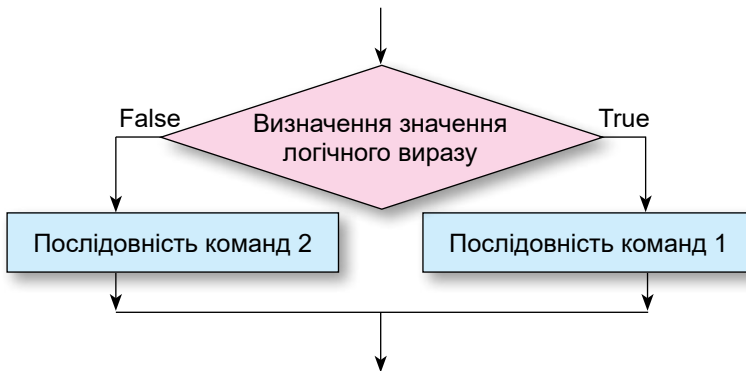 False
True
Визначення значення
логічного виразу
Послідовність команд 2
Послідовність команд 1